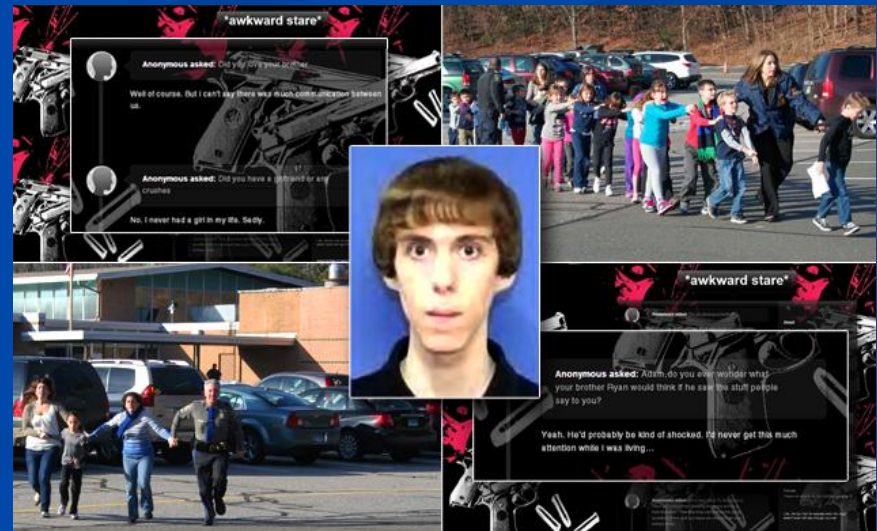 *awkward stare*
Anonymous asked: Did you love your brother
Well of course. But i can't say there was much communication between
us.
Anonymous asked: Did you have a girlfriend or any
crushes
No. I never had a girl in my life. Sadly.
*awkward stare*
Anonymous asked: Adam,do you ever wonder what
your brother Ryan would think if he saw the stuff people
say to you?
Yeah. He'd probably be kind of shocked. I'd never get this much
attention while I was living...